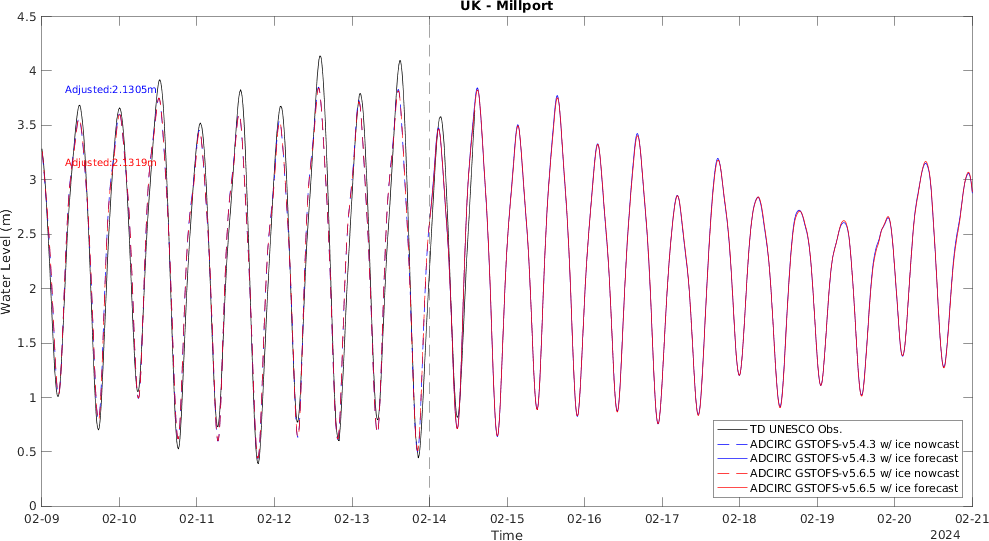 UK - Millport
4.5
4
3.5
3
2.5
2
1.5
1
0.5
0
Water Level (m)
Adjusted:2.1305m
Adjusted:2.1319m
TD UNESCO Obs.
ADCIRC GSTOFS-v5.4.3 w/ ice nowcast
ADCIRC GSTOFS-v5.4.3 w/ ice forecast
ADCIRC GSTOFS-v5.6.5 w/ ice nowcast
ADCIRC GSTOFS-v5.6.5 w/ ice forecast
02-09 02-10 02-11 02-12 02-13 02-14 02-15 02-16 02-17 02-18 02-19 02-20 02-21
Time
2024